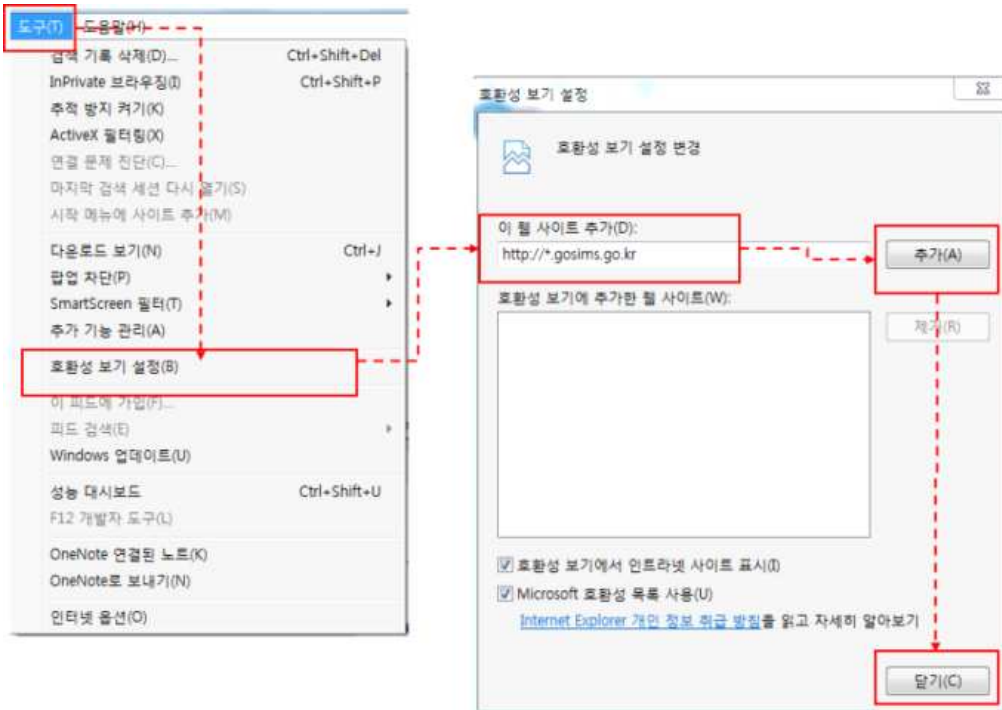 도구(T) 도움말(H)
검색 기록 삭제(D)... Ctrl+Shift+Del
InPrivate 브라우징(I) Ctrl+Shift+P
추적 방지 켜기(K)
ActiveX 필터링(X)
연결 문제 진단(C)...
마지막 검색 세션 다시 열기(S)
시작 메뉴에 사이트 추가(M)
다운로드 보기(N) Ctrl+J
팝업 차단(P)
SmartScreen 필터(T)
추가 기능 관리(A)
호환성 보기 설정(B)
이 피드에 가입(F)...
피드 검색(E)
Windows 업데이트(U)
성능 대시보드 Ctrl+Shift+U
F12 개발자 도구(L)
OneNote 연결된 노트(K)
OneNote로 보내기(N)
인터넷 옵션(O)
호환성 보기 설정
호환성 보기 설정 변경
이 웹 사이트 추가(D):
http://*.gosims.go.kr 추가(A)
호환성 보기에 추가한 웹 사이트(W):
제거(R)
호환성 보기에서 인트라넷 사이트 표시(I)
Microsoft 호환성 목록 사용(U)
Internet Explorer 개인 정보 취급 방침을 읽고 자세히 알아보기
닫기(C)